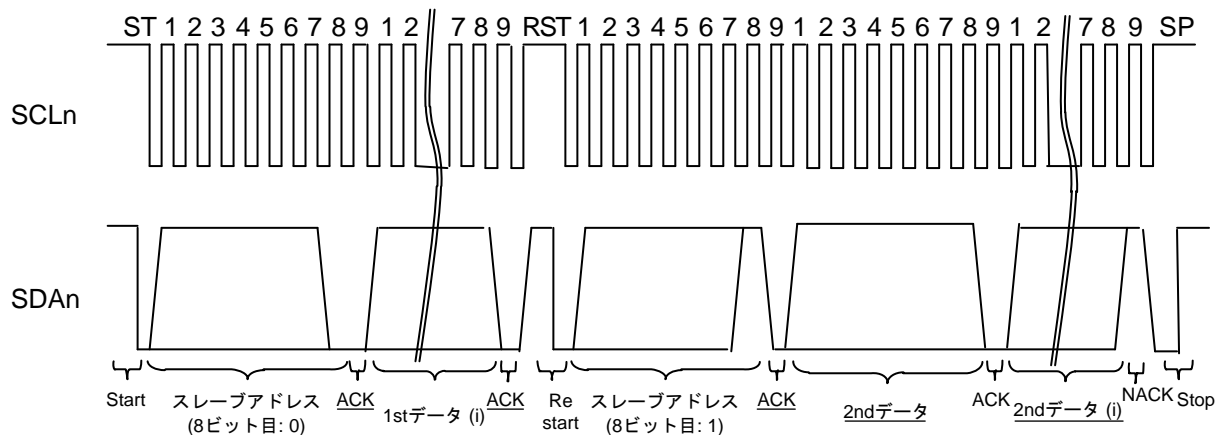 ST 1 2 3 4 5 6 7 8 9 1 2 7 8 9 RST 1 2 3 4 5 6 7 8 9 1 2 3 4 5 6 7 8 9 1 2 7 8 9 SP
SCLn
SDAn
Start
スレーブアドレス
(8ビット目: 0)
ACK
1stデータ (i)
ACK
Re
start
スレーブアドレス
(8ビット目: 1)
ACK
2ndデータ
ACK
2ndデータ (i)
NACK
Stop